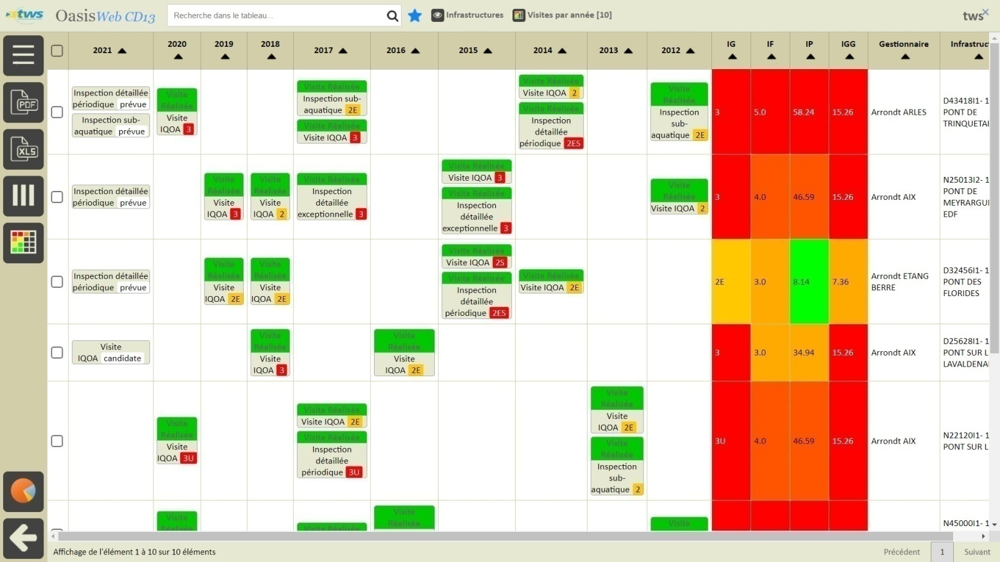 tws OasisWeb CD13 Recherche dans le tableau... Infrastructures Visites par année [10] tws
2021 2020 2019 2018 2017 2016 2015 2014 2013 2012 IG IF IP IGG Gestionnaire Infrastruct
Inspection détaillée
périodique prévue
Inspection sub-
aquatique prévue
Visite
Réalisée
Visite
IQOA 3
Visite Réalisée
Inspection sub-
aquatique 2E
Visite Réalisée
Visite IQOA 3
Visite Réalisée
Visite IQOA 2
Visite Réalisée
Inspection
détaillée
périodique 2ES
Visite
Réalisée
Inspection
sub-
aquatique 2E
3 5.0 58.24 15.26 Arrondt ARLES
D43418I1- 1
PONT DE
TRINQUETAI
Inspection détaillée
périodique prévue
Visite
Réalisée
Visite
IQOA 3
Visite
Réalisée
Visite
IQOA 2
Visite Réalisée
Inspection
détaillée
exceptionnelle 3
Visite Réalisée
Visite IQOA 3
Visite Réalisée
Inspection
détaillée
exceptionnelle 3
Visite
Réalisée
Visite IQOA 2
3 4.0 46.59 15.26 Arrondt AIX
N25013I2- 1
PONT DE
MEYRARGUI
EDF
Inspection détaillée
périodique prévue
Visite
Réalisée
Visite
IQOA 2E
Visite
Réalisée
Visite
IQOA 2E
Visite Réalisée
Visite IQOA 2S
Visite Réalisée
Inspection
détaillée
périodique 2ES
Visite Réalisée
Visite IQOA 2E
2E 3.0 8.14 7.36
Arrondt ETANG
BERRE
D32456I1- 1
PONT DES
FLORIDES
Visite
IQOA candidate
Visite
Réalisée
Visite
IQOA 3
Visite
Réalisée
Visite
IQOA 2E
3 3.0 34.94 15.26 Arrondt AIX
D25628I1- 1
PONT SUR L
LAVALDENA
Visite
Réalisée
Visite
IQOA 3U
Visite Réalisée
Visite IQOA 2E
Visite Réalisée
Inspection
détaillée
périodique 3U
Visite
Réalisée
Visite
IQOA 2E
Visite
Réalisée
Inspection
sub-
aquatique 2
3U 4.0 46.59 15.26 Arrondt AIX
N22120I1- 1
PONT SUR L
Visite
Réalisée
Visite Réalisée
Visite
Réalisée
Visite
N45000I1- 1
PDF
XLS
Affichage de l'élément 1 à 10 sur 10 éléments Précédent 1 Suivant